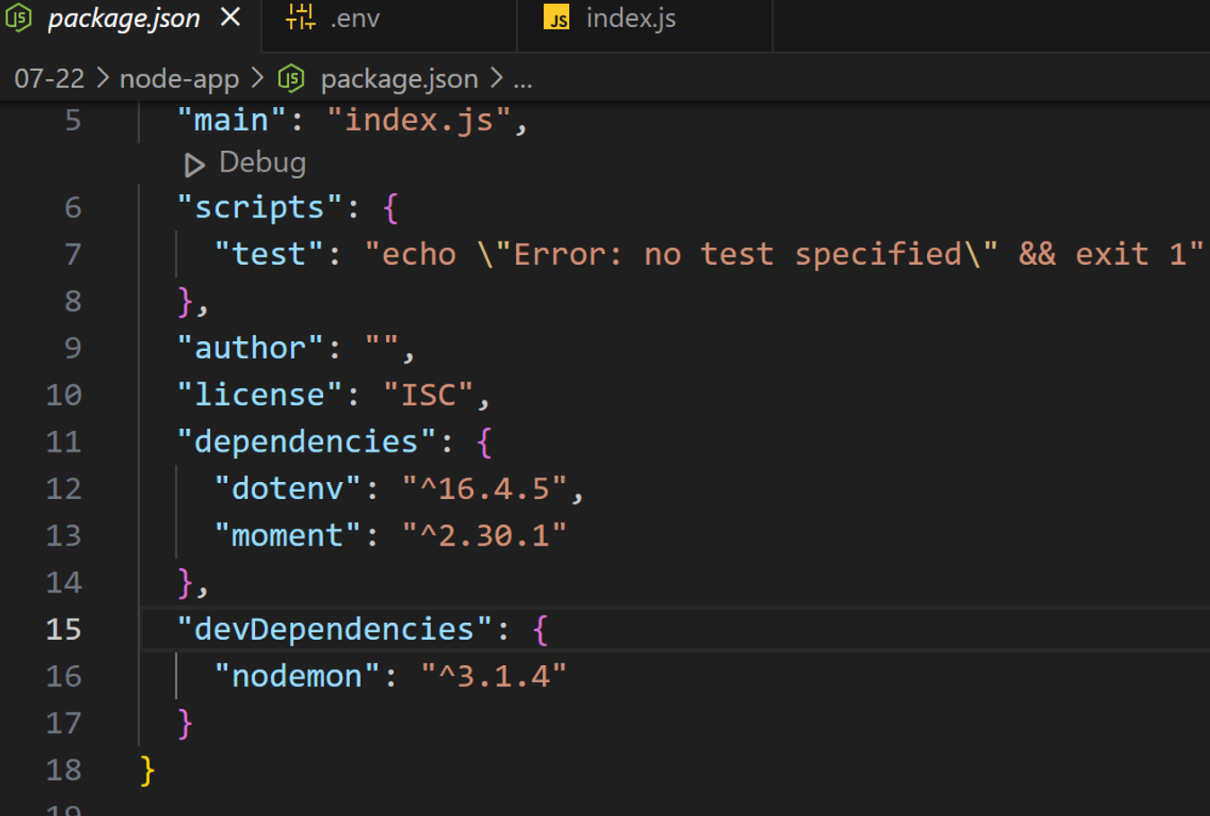 package.json
.env
JS index.js
07-22 > node-app > package.json > ...
5 "main": "index.js",
Debug
6 "scripts": {
7 "test": "echo \"Error: no test specified\" && exit 1"
8 },
9 "author": "",
10 "license": "ISC",
11 "dependencies": {
12 "dotenv": "^16.4.5",
13 "moment": "^2.30.1"
14 },
15 "devDependencies": {
16 "nodemon": "^3.1.4"
17 }
18 }
19